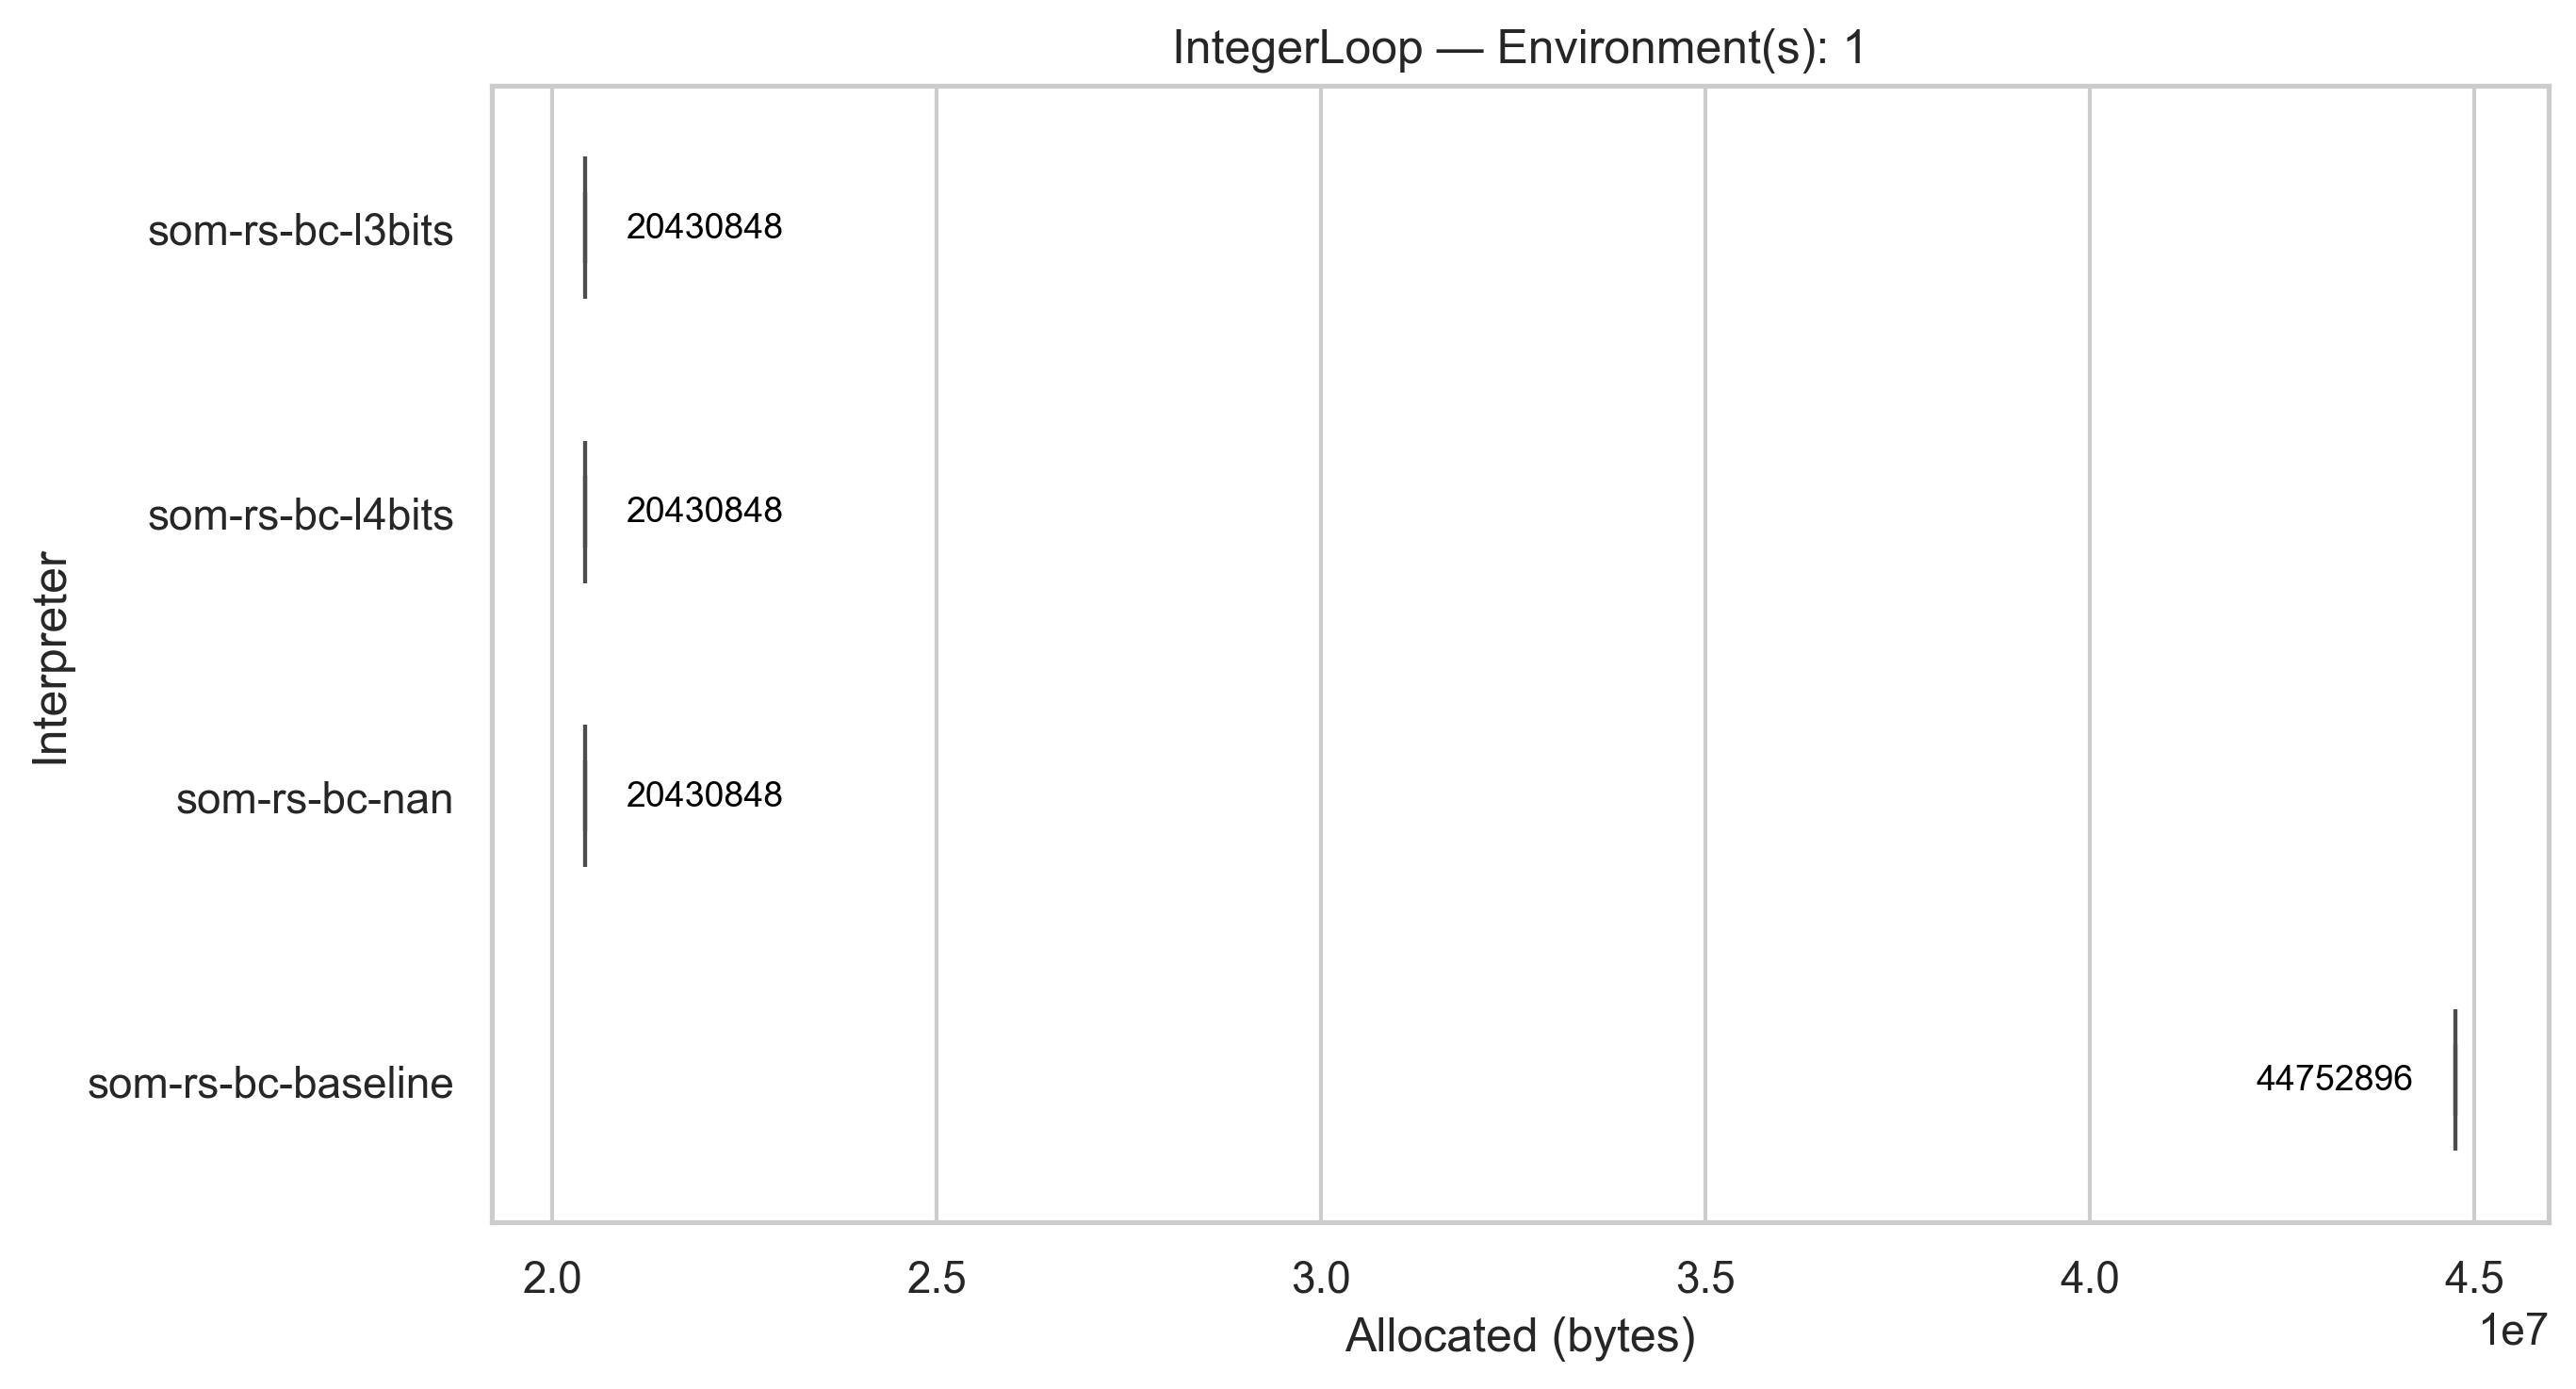 IntegerLoop — Environment(s): 1
som-rs-bc-l3bits
20430848
som-rs-bc-l4bits
20430848
Interpreter
som-rs-bc-nan
20430848
som-rs-bc-baseline
44752896
2.0 2.5 3.0 3.5 4.0 4.5
1e7
Allocated (bytes)